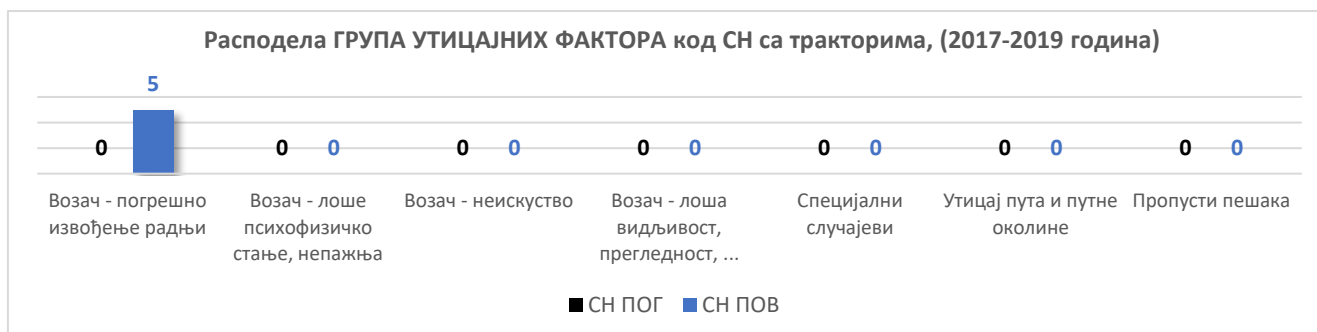 Расподела ГРУПА УТИЦАЈНИХ ФАКТОРА код СН са тракторима, (2017-2019 година)
5
0
0 0
0 0
0 0
0 0
0 0
0 0
Возач - погрешно
извођење радњи
Возач - лоше
психофизичко
стање, непажња
Возач - неискуство
Возач - лоша
видљивост,
прегледност, ...
Специјални
случајеви
Утицај пута и путне
околине
Пропусти пешака
СН ПОГ СН ПОВ